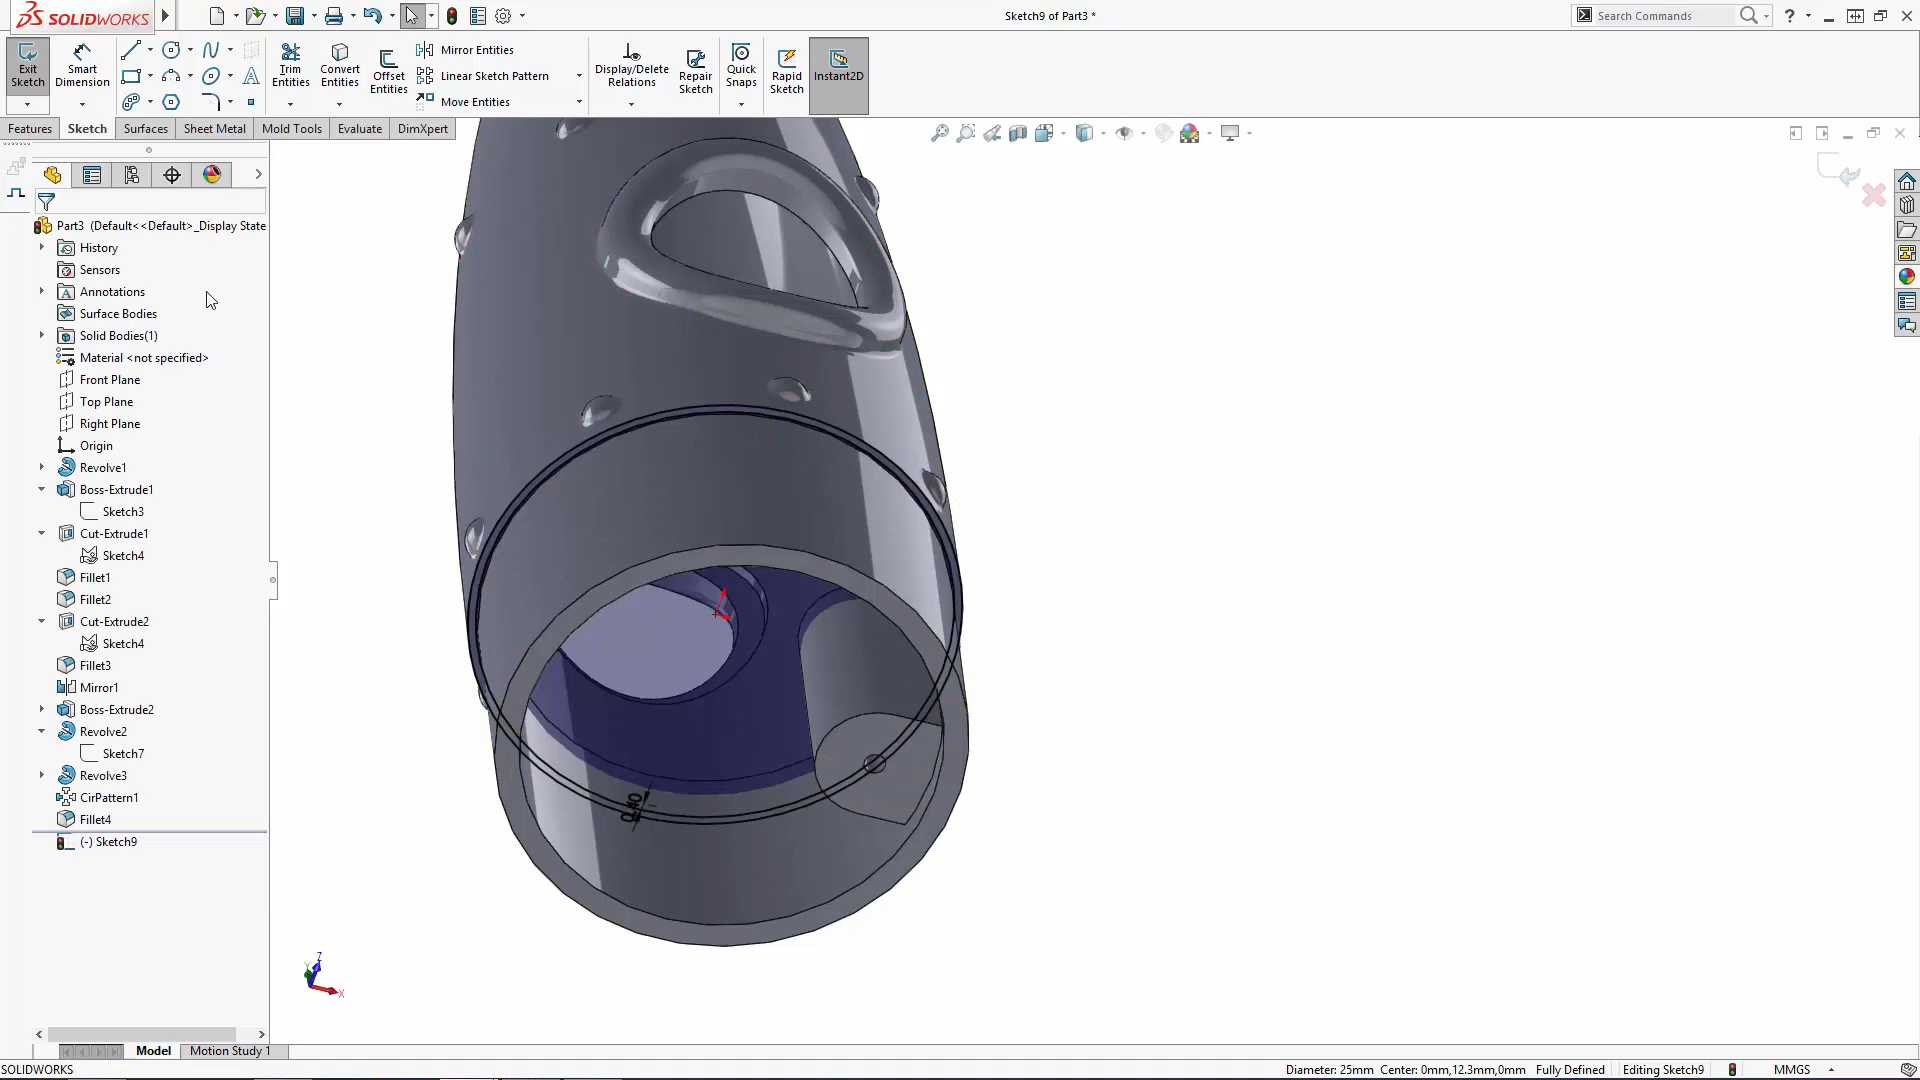 SOLIDWORKS
Sketch9 of Part3 *
Search Commands
?
Exit Sketch
Smart Dimension
Trim Entities
Convert Entities
Offset Entities
Mirror Entities
Linear Sketch Pattern
Move Entities
Display/Delete Relations
Repair Sketch
Quick Snaps
Rapid Sketch
Instant2D
Features
Sketch
Surfaces
Sheet Metal
Mold Tools
Evaluate
DimXpert
Part3 (Default<<Default>_Display State
History
Sensors
Annotations
Surface Bodies
Solid Bodies(1)
Material <not specified>
Front Plane
Top Plane
Right Plane
Origin
Revolve1
Boss-Extrude1
Sketch3
Cut-Extrude1
Sketch4
Fillet1
Fillet2
Cut-Extrude2
Sketch4
Fillet3
Mirror1
Boss-Extrude2
Revolve2
Sketch7
Revolve3
CirPattern1
Fillet4
(-) Sketch9
Z
Y
X
Model
Motion Study 1
SOLIDWORKS
Diameter: 25mm Center: 0mm,12.3mm,0mm Fully Defined
Editing Sketch9
MMGS